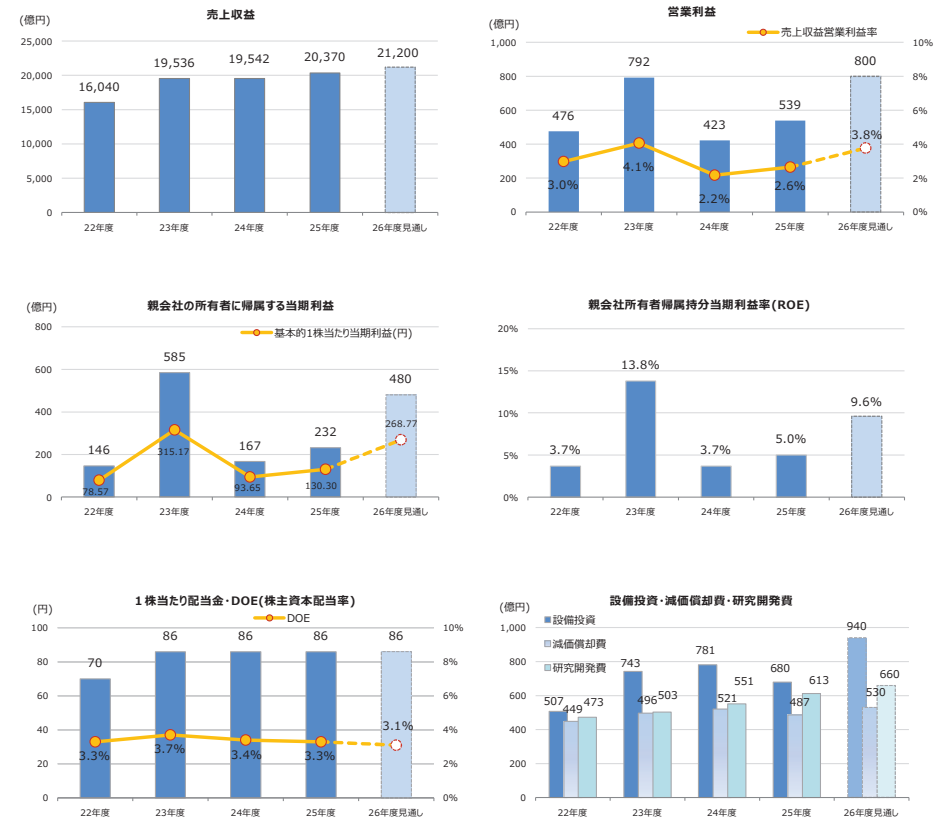 売上収益
(億円)
25,000
20,000
15,000
10,000
5,000
0
16,040
19,536
19,542
20,370
21,200
22年度
23年度
24年度
25年度
26年度見通し
営業利益
(億円)
売上収益営業利益率
1,000
800
600
400
200
0
10%
8%
6%
4%
2%
0%
476
792
423
539
800
3.0%
4.1%
2.2%
2.6%
3.8%
22年度
23年度
24年度
25年度
26年度見通し
親会社の所有者に帰属する当期利益
(億円)
基本的1株当たり当期利益(円)
800
600
400
200
0
146
585
167
232
480
78.57
315.17
93.65
130.30
268.77
22年度
23年度
24年度
25年度
26年度見通し
親会社所有者帰属持分当期利益率(ROE)
20%
15%
10%
5%
0%
3.7%
13.8%
3.7%
5.0%
9.6%
22年度
23年度
24年度
25年度
26年度見通し
1株当たり配当金・DOE(株主資本配当率)
(円)
DOE
100
80
60
40
20
0
10%
8%
6%
4%
2%
0%
70
86
86
86
86
3.3%
3.7%
3.4%
3.3%
3.1%
22年度
23年度
24年度
25年度
26年度見通し
設備投資・減価償却費・研究開発費
(億円)
設備投資
減価償却費
研究開発費
1,000
800
600
400
200
0
507
449
473
743
496
503
781
521
551
680
487
613
940
530
660
22年度
23年度
24年度
25年度
26年度見通し